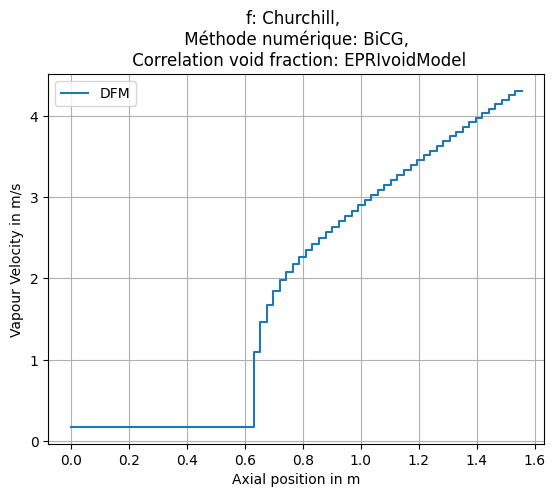 f: Churchill,
Méthode numérique: BiCG,
Correlation void fraction: EPRIvoidModel
DFM
Vapour Velocity in m/s
4
3
2
1
0
0.0 0.2 0.4 0.6 0.8 1.0 1.2 1.4 1.6
Axial position in m